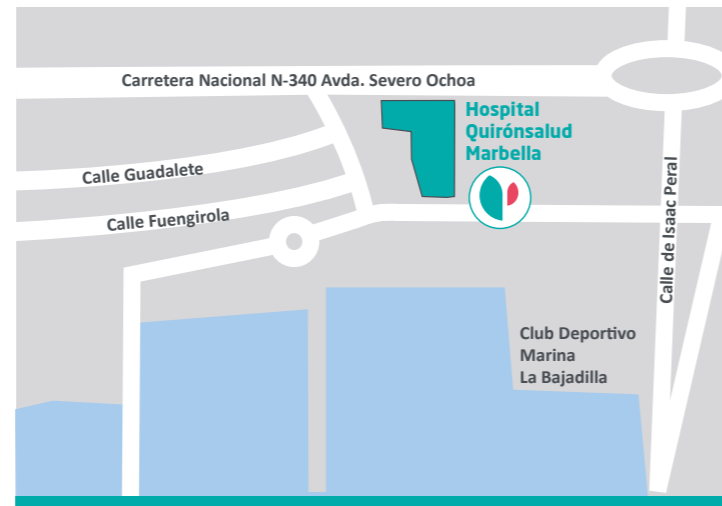 Carretera Nacional N-340 Avda. Severo Ochoa
Hospital
Quirónsalud
Marbella
Calle Guadalete
Calle Fuengirola
Calle de Isaac Peral
Club Deportivo
Marina
La Bajadilla